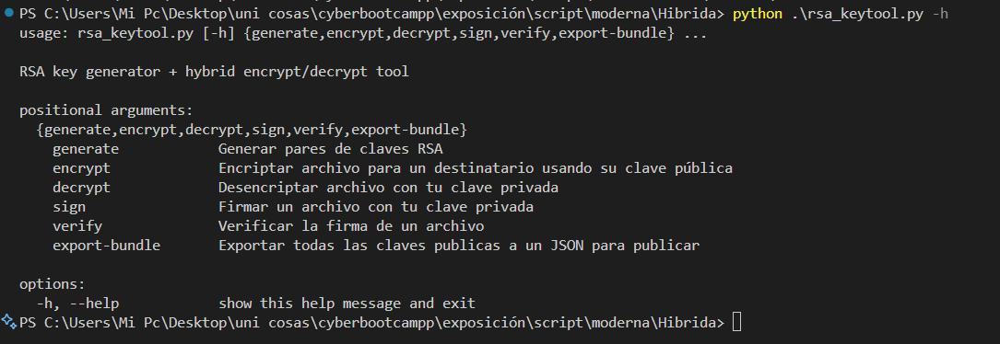 PS C:\Users\Mi Pc\Desktop\uni cosas\cyberbootcampp\exposición\script\moderna\Hibrida> python .\rsa_keytool.py -h
usage: rsa_keytool.py [-h] {generate,encrypt,decrypt,sign,verify,export-bundle} ...
RSA key generator + hybrid encrypt/decrypt tool
positional arguments:
  {generate,encrypt,decrypt,sign,verify,export-bundle}
    generate            Generar pares de claves RSA
    encrypt             Encriptar archivo para un destinatario usando su clave pública
    decrypt             Desencriptar archivo con tu clave privada
    sign                Firmar un archivo con tu clave privada
    verify              Verificar la firma de un archivo
    export-bundle       Exportar todas las claves publicas a un JSON para publicar
options:
  -h, --help            show this help message and exit
PS C:\Users\Mi Pc\Desktop\uni cosas\cyberbootcampp\exposición\script\moderna\Hibrida>